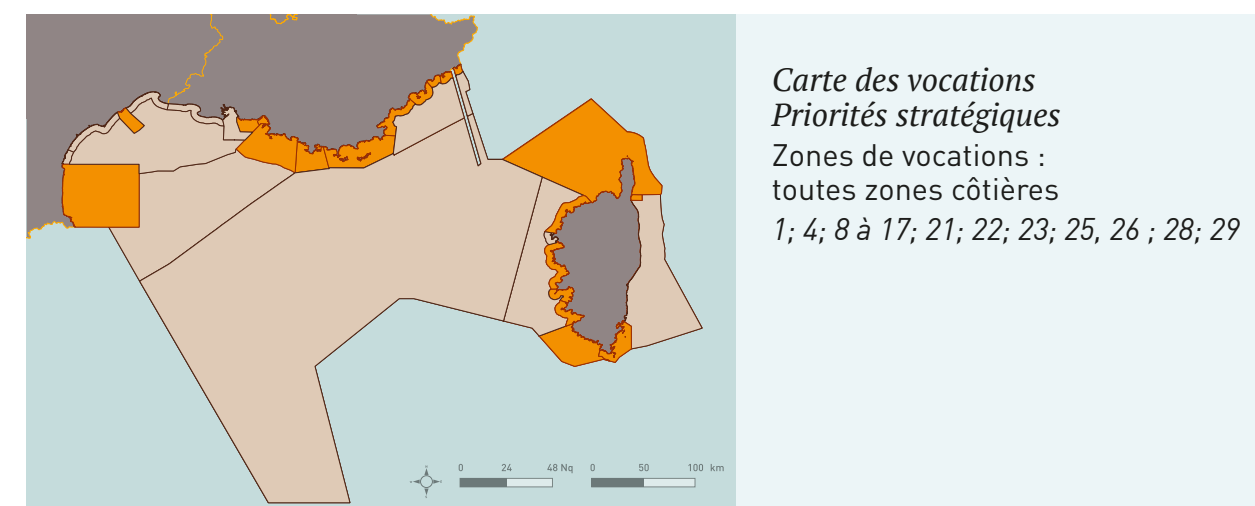 Carte des vocations
Priorités stratégiques
Zones de vocations :
toutes zones côtières
1; 4; 8 à 17; 21; 22; 23; 25, 26 ; 28; 29
0 24 48 Nq 0 50 100 km